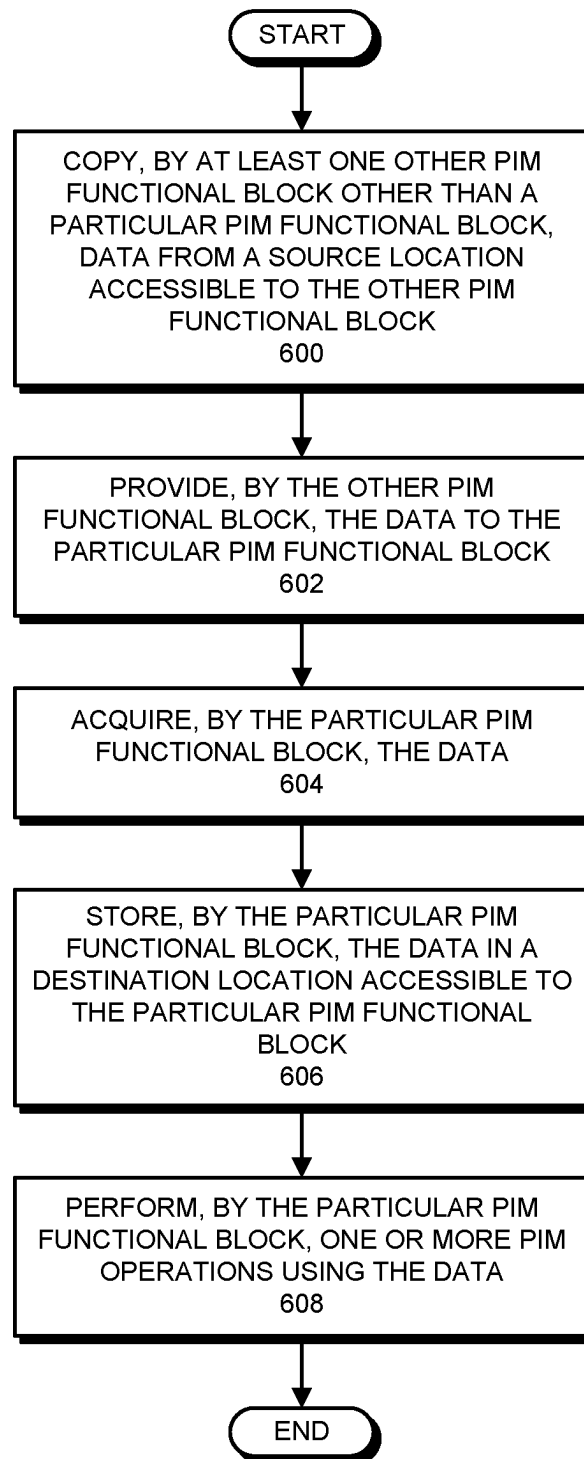 START
COPY, BY AT LEAST ONE OTHER PIM
FUNCTIONAL BLOCK OTHER THAN A
PARTICULAR PIM FUNCTIONAL BLOCK,
DATA FROM A SOURCE LOCATION
ACCESSIBLE TO THE OTHER PIM
FUNCTIONAL BLOCK
600
PROVIDE, BY THE OTHER PIM
FUNCTIONAL BLOCK, THE DATA TO THE
PARTICULAR PIM FUNCTIONAL BLOCK
602
ACQUIRE, BY THE PARTICULAR PIM
FUNCTIONAL BLOCK, THE DATA
604
STORE, BY THE PARTICULAR PIM
FUNCTIONAL BLOCK, THE DATA IN A
DESTINATION LOCATION ACCESSIBLE TO
THE PARTICULAR PIM FUNCTIONAL
BLOCK
606
PERFORM, BY THE PARTICULAR PIM
FUNCTIONAL BLOCK, ONE OR MORE PIM
OPERATIONS USING THE DATA
608
END